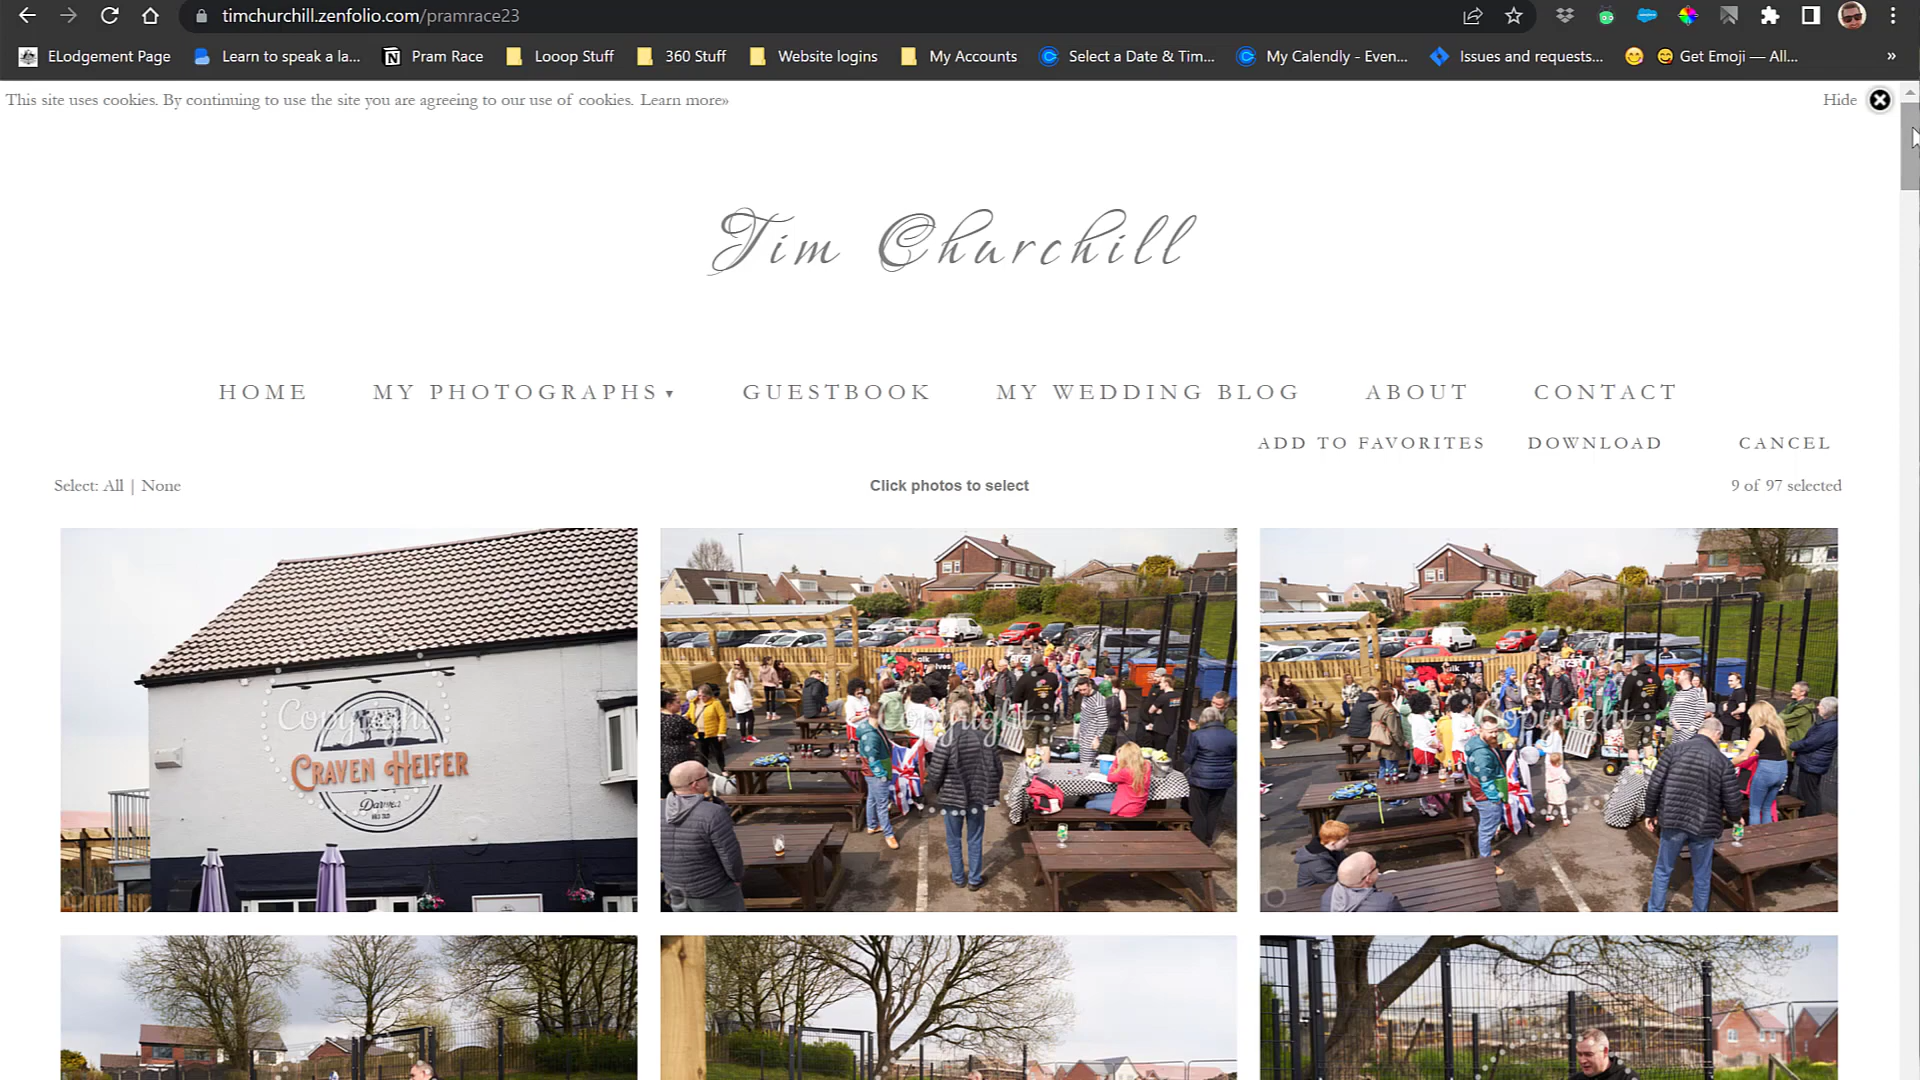 timchurchill.zenfolio.com/pramrace23
ELodgement Page
Learn to speak a la...
Pram Race
Looop Stuff
360 Stuff
Website logins
My Accounts
Select a Date & Tim...
My Calendly - Even...
Issues and requests...
Get Emoji — All...
»
This site uses cookies. By continuing to use the site you are agreeing to our use of cookies. Learn more»
Hide
Tim Churchill
HOME
MY PHOTOGRAPHS ▾
GUESTBOOK
MY WEDDING BLOG
ABOUT
CONTACT
ADD TO FAVORITES
DOWNLOAD
CANCEL
Select: All | None
Click photos to select
9 of 97 selected
Copyright
CRAVEN HEIFER
Copyright
Copyright